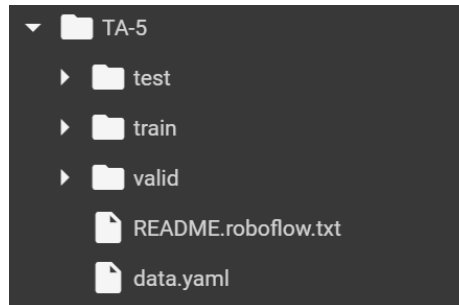 TA-5
test
train
valid
README.roboflow.txt
data.yaml